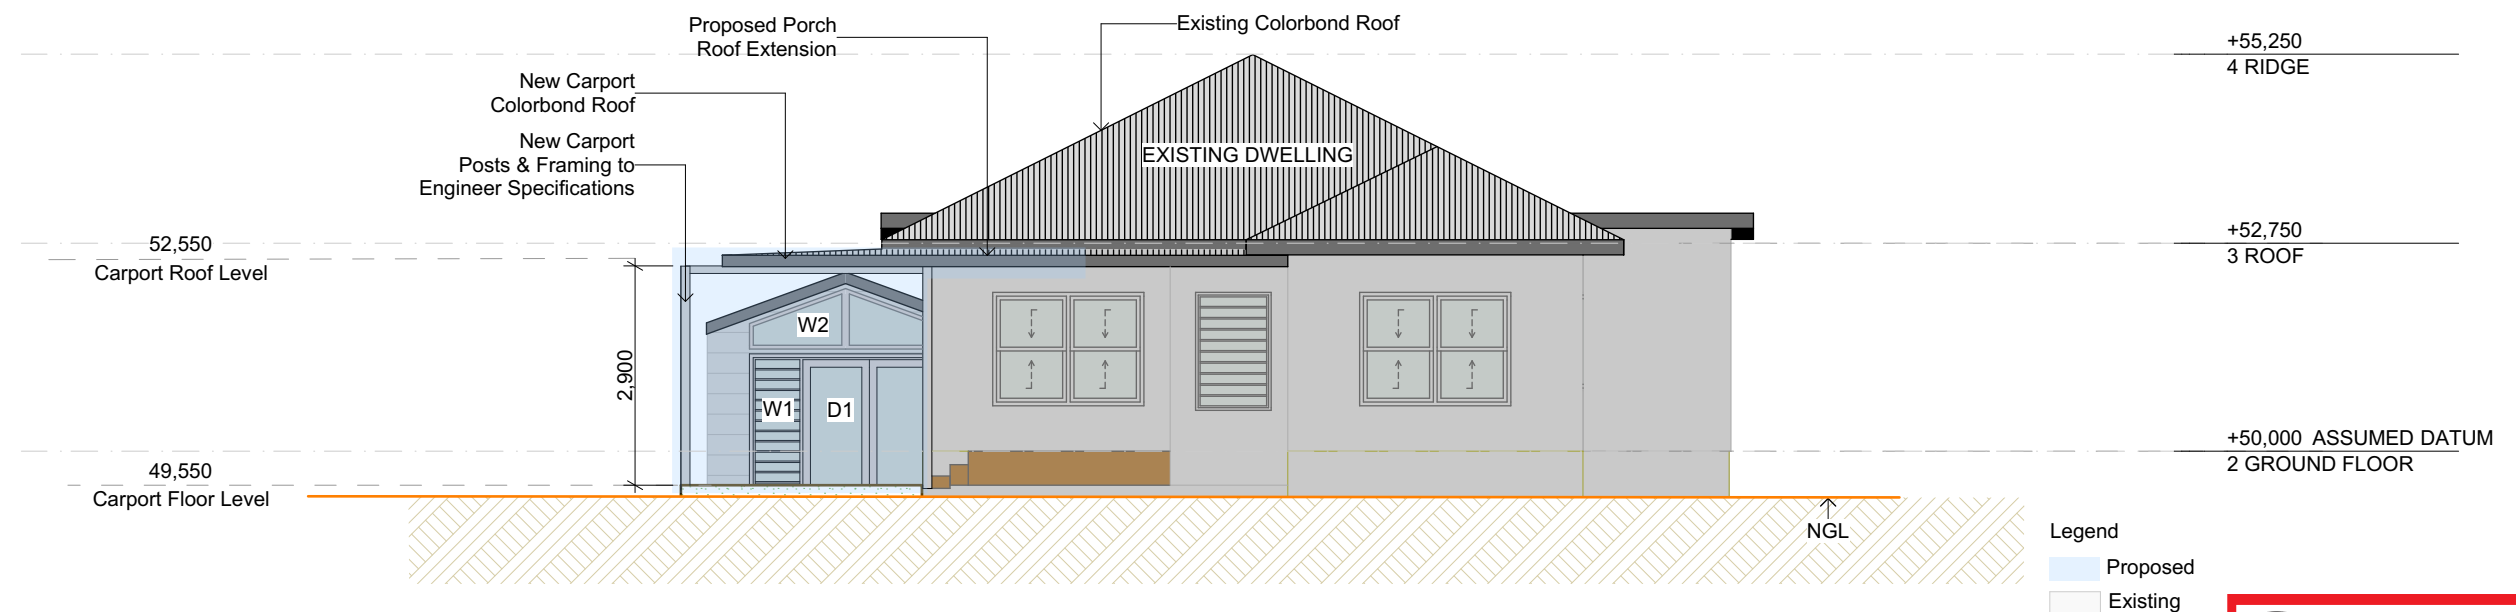 Proposed Porch
Roof Extension
Existing Colorbond Roof
+55,250
4 RIDGE
New Carport
Colorbond Roof
New Carport
Posts & Framing to
Engineer Specifications
EXISTING DWELLING
52,550
Carport Roof Level
+52,750
3 ROOF
W2
2,900
W1
D1
+50,000 ASSUMED DATUM
2 GROUND FLOOR
49,550
Carport Floor Level
NGL
Legend
Proposed
Existing